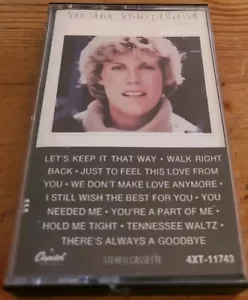 Anne Murray / Let's Keep It That Way
LET'S KEEP IT THAT WAY • WALK RIGHT
BACK • JUST TO FEEL THIS LOVE FROM
YOU • WE DON'T MAKE LOVE ANYMORE •
I STILL WISH THE BEST FOR YOU • YOU
NEEDED ME • YOU'RE A PART OF ME •
HOLD ME TIGHT • TENNESSEE WALTZ •
THERE'S ALWAYS A GOODBYE
Capitol
STEREO CASSETTE
4XT-11743